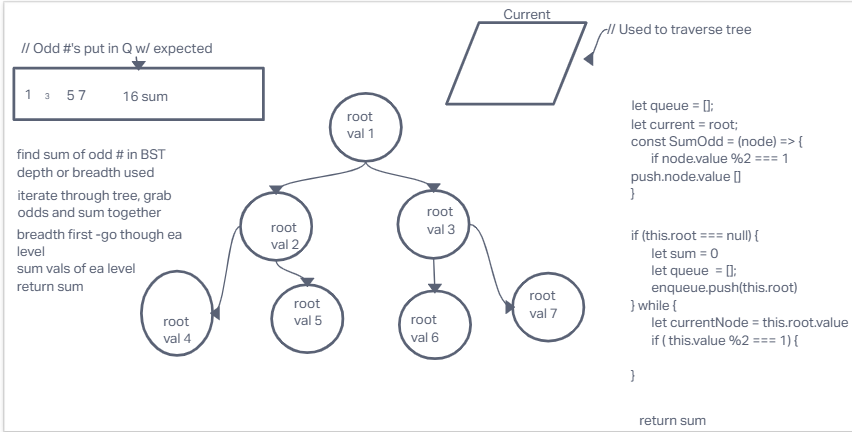 Current
// Used to traverse tree
// Odd #'s put in Q w/ expected
1 3 5 7 16 sum
find sum of odd # in BST
depth or breadth used
iterate through tree, grab
odds and sum together
breadth first -go though ea
level
sum vals of ea level
return sum
root
val 1
root
val 2
root
val 3
root
val 4
root
val 5
root
val 6
root
val 7
let queue = [];
let current = root;
const SumOdd = (node) => {
if node.value %2 === 1
push.node.value []
}
if (this.root === null) {
let sum = 0
let queue = [];
enqueue.push(this.root)
} while {
let currentNode = this.root.value
if ( this.value %2 === 1) {
}
return sum